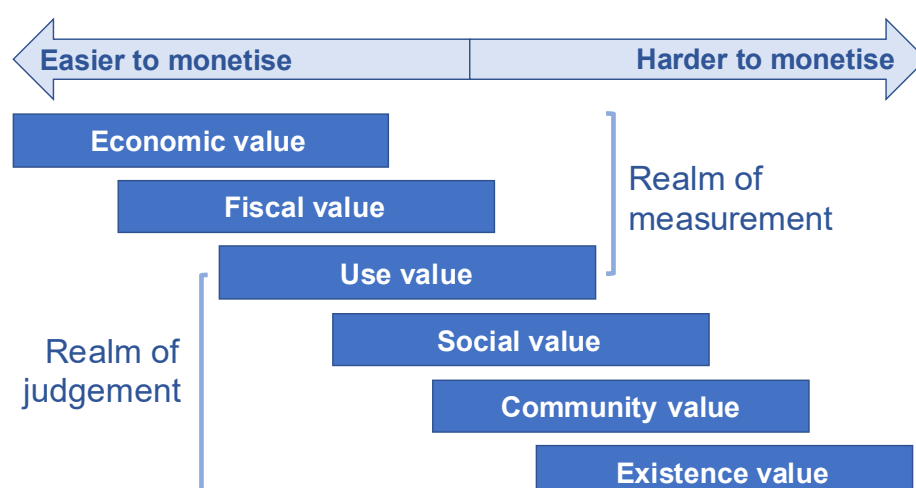 Easier to monetise
Harder to monetise
Economic value
Fiscal value
Realm of
measurement
Use value
Social value
Realm of
judgement
Community value
Existence value